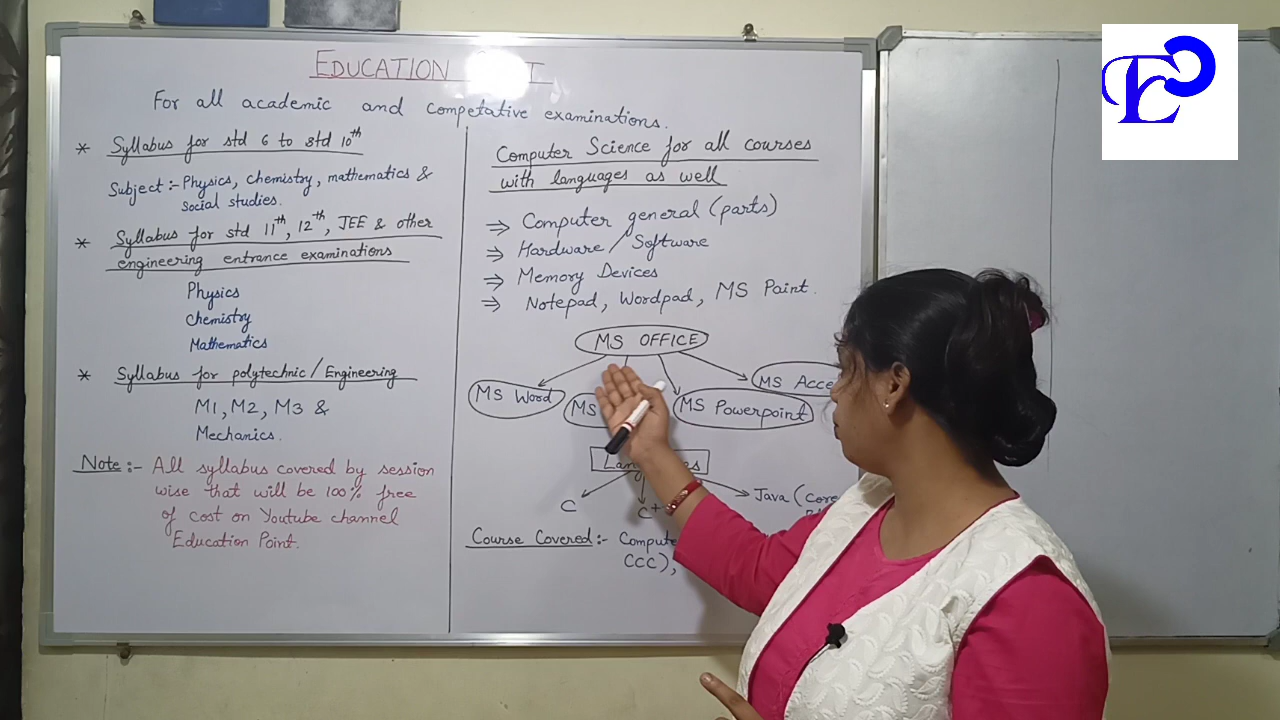 EDUCATION
For all academic and competative examinations.
* Syllabus for std 6 to std 10th
Subject :- Physics, chemistry, mathematics &
social studies.
* Syllabus for std 11th, 12th, JEE & other
engineering entrance examinations
Physics
Chemistry
Mathematics
* Syllabus for polytechnic / Engineering
M1, M2, M3 &
Mechanics.
Note :- All syllabus covered by session
wise that will be 100% free
of cost on Youtube channel
Education Point.
Computer Science for all courses
with languages as well
⇒ Computer general (parts)
⇒ Hardware / Software
⇒ Memory Devices
⇒ Notepad, Wordpad, MS Paint.
MS OFFICE
MS Word
MS
MS Powerpoint
MS Acce
C
C+
Java (Core
Course Covered :- Compute
CCC),
EP